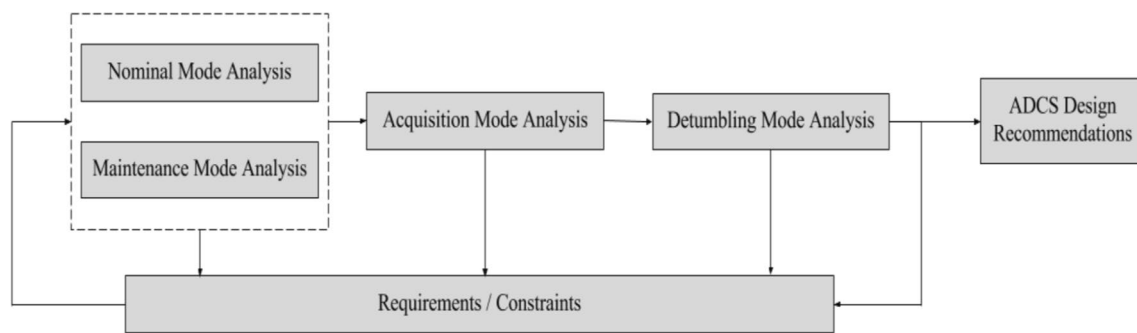 Nominal Mode Analysis
Maintenance Mode Analysis
Acquisition Mode Analysis
Detumbling Mode Analysis
ADCS Design
Recommendations
Requirements / Constraints